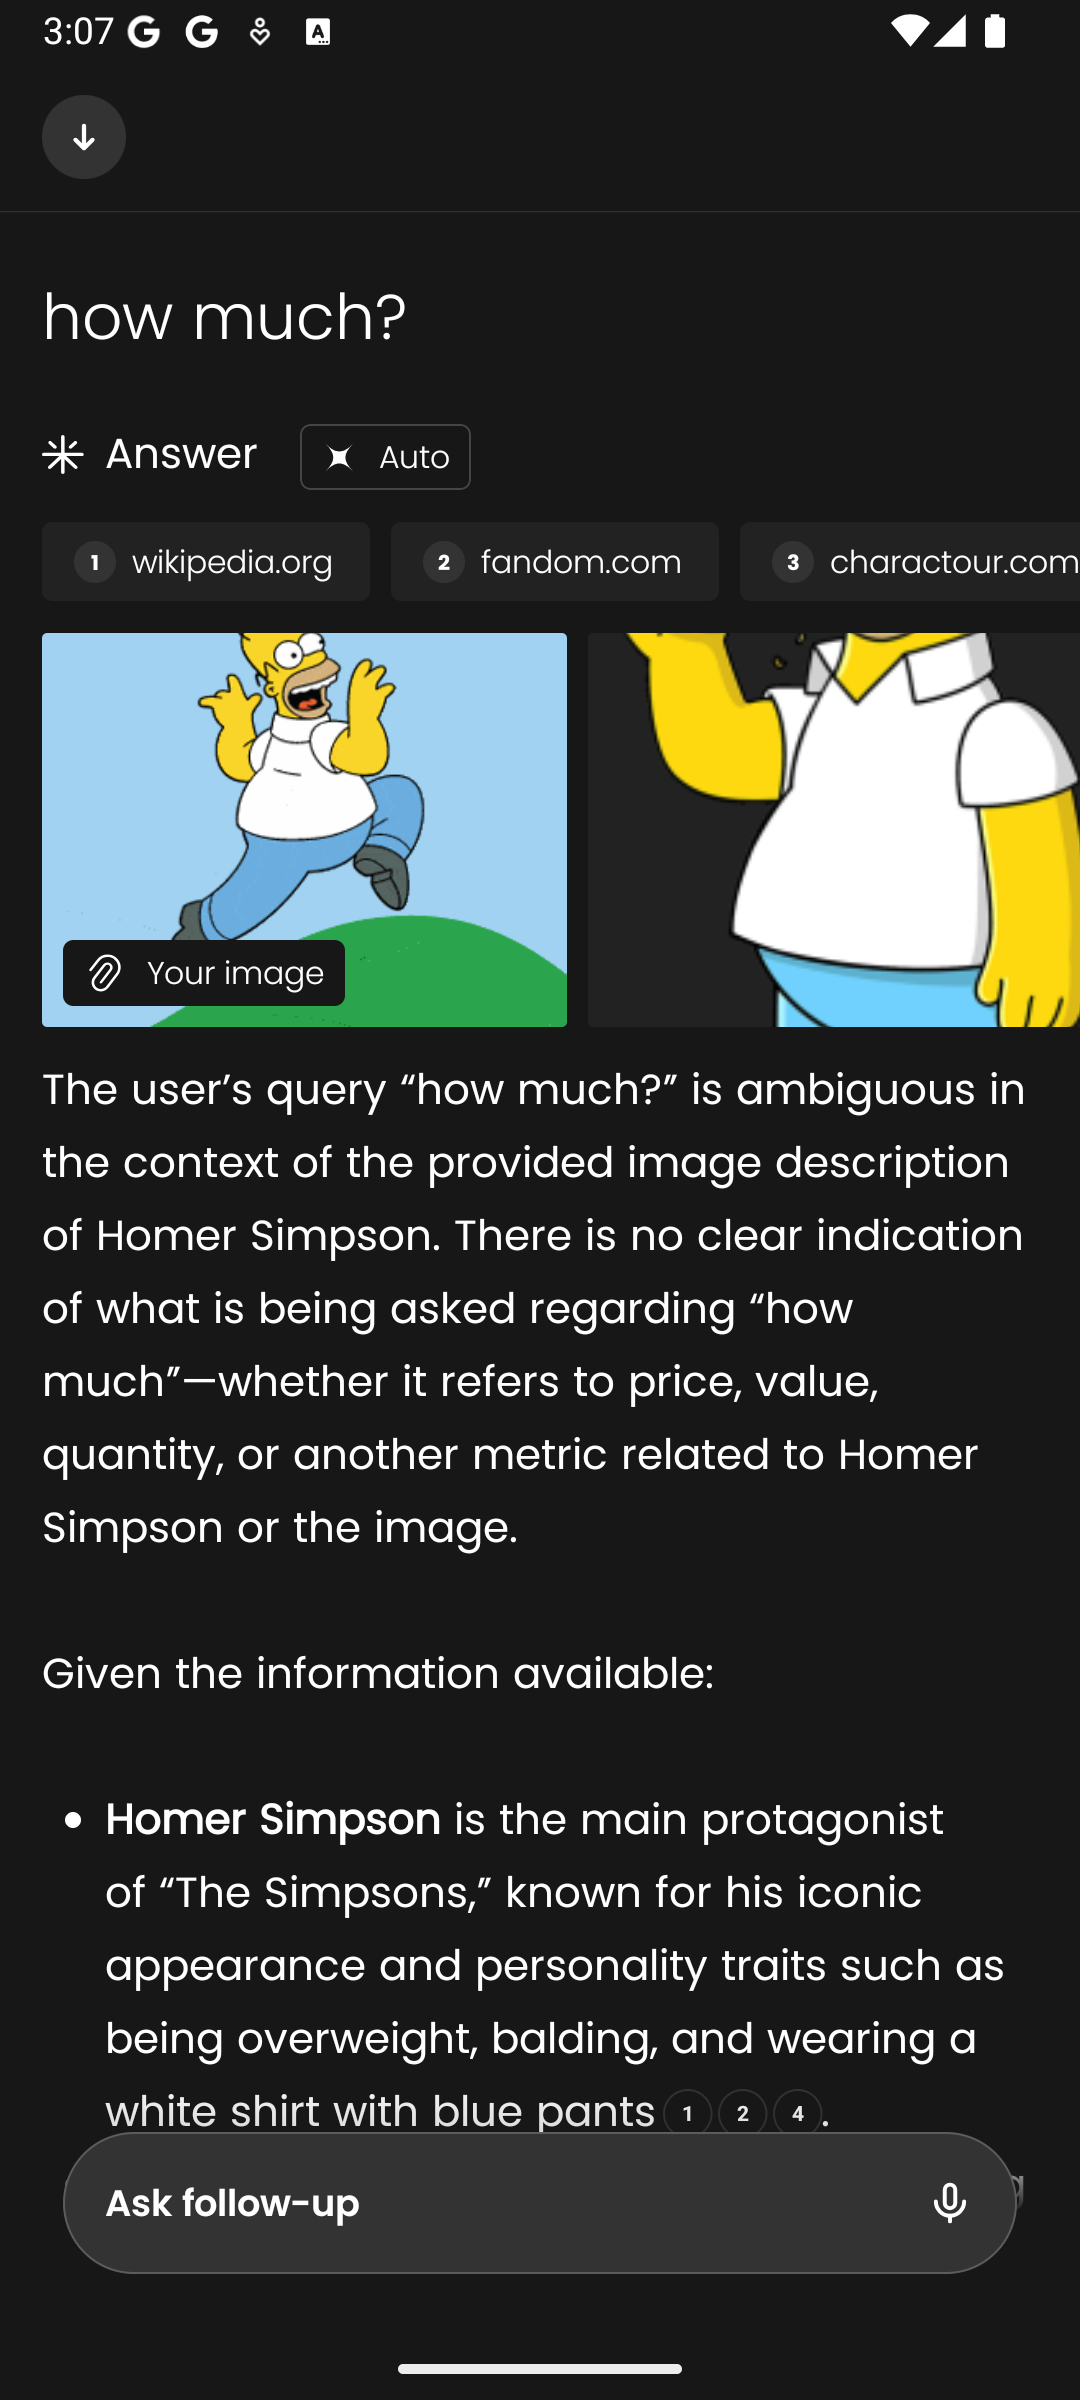 3:07
how much?
Answer
Auto
1 wikipedia.org
2 fandom.com
3 charactour.com
Your image
The user’s query “how much?” is ambiguous in
the context of the provided image description
of Homer Simpson. There is no clear indication
of what is being asked regarding “how
much”—whether it refers to price, value,
quantity, or another metric related to Homer
Simpson or the image.
Given the information available:
• Homer Simpson is the main protagonist
of “The Simpsons,” known for his iconic
appearance and personality traits such as
being overweight, balding, and wearing a
white shirt with blue pants 1 2 4 .
Ask follow-up